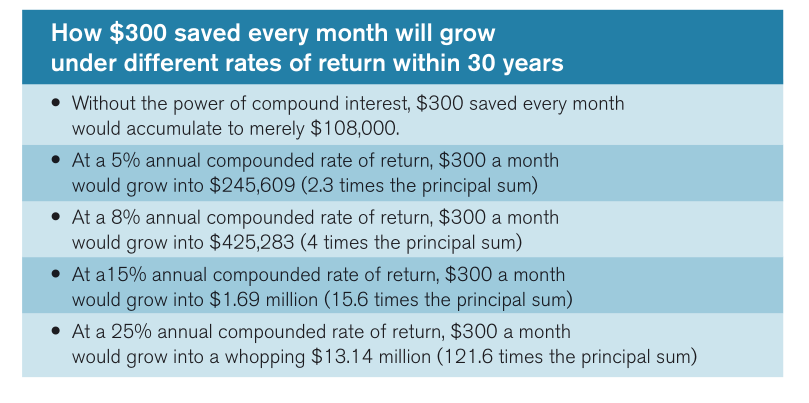 How $300 saved every month will grow
under different rates of return within 30 years
• Without the power of compound interest, $300 saved every month
would accumulate to merely $108,000.
• At a 5% annual compounded rate of return, $300 a month
would grow into $245,609 (2.3 times the principal sum)
• At a 8% annual compounded rate of return, $300 a month
would grow into $425,283 (4 times the principal sum)
• At a15% annual compounded rate of return, $300 a month
would grow into $1.69 million (15.6 times the principal sum)
• At a 25% annual compounded rate of return, $300 a month
would grow into a whopping $13.14 million (121.6 times the principal sum)